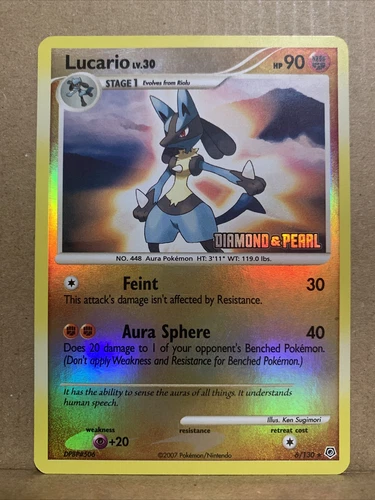 Lucario LV.30 HP 90
STAGE 1 Evolves from Riolu
DIAMOND & PEARL
NO. 448 Aura Pokémon HT: 3'11" WT: 119.0 lbs.
Feint 30
This attack's damage isn't affected by Resistance.
Aura Sphere 40
Does 20 damage to 1 of your opponent's Benched Pokémon.
(Don't apply Weakness and Resistance for Benched Pokémon.)
It has the ability to sense the auras of all things. It understands
human speech.
Illus. Ken Sugimori
weakness resistance retreat cost
+20
DPBP#506 ©2007 Pokémon/Nintendo 6/130 ★